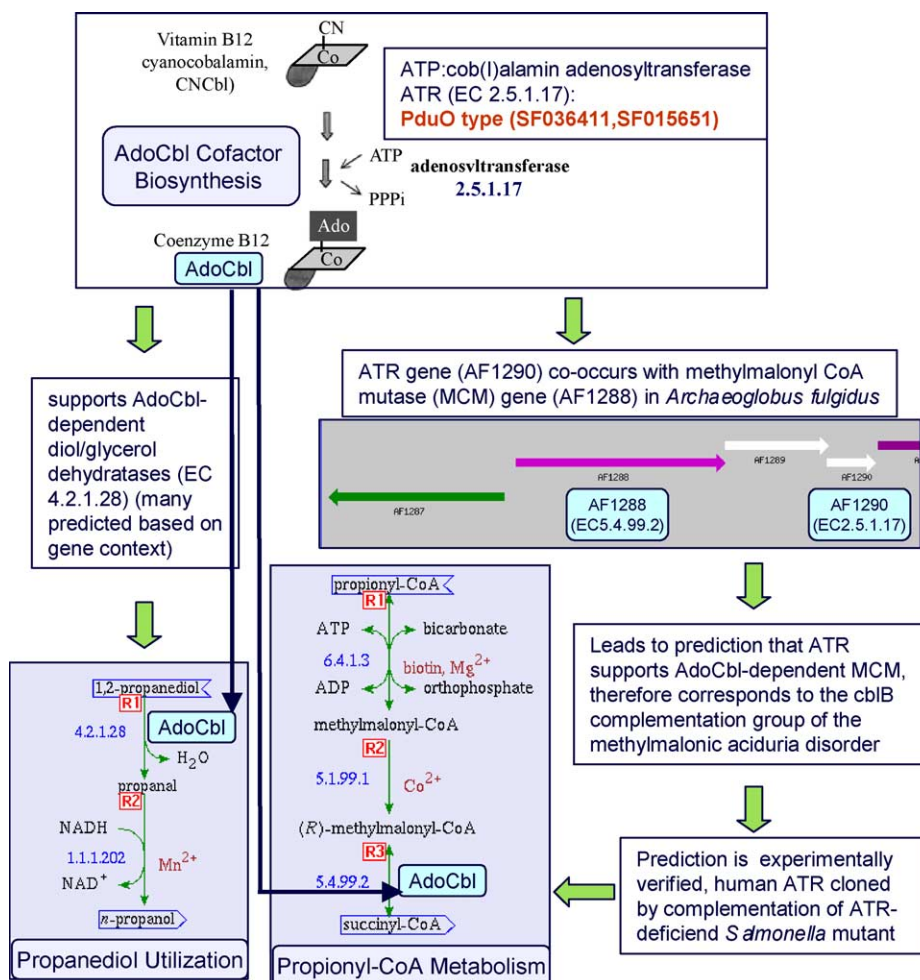 Vitamin B12
cyanocobalamin,
CNCbl)
CN
Co
ATP:cob(I)alamin adenosyltransferase
ATR (EC 2.5.1.17):
PduO type (SF036411,SF015651)
AdoCbl Cofactor
Biosynthesis
ATP
PPPi
adenosvltransferase
2.5.1.17
Ado
Co
Coenzyme B12
AdoCbl
supports AdoCbl-
dependent
diol/glycerol
dehydratases (EC
4.2.1.28) (many
predicted based on
gene context)
ATR gene (AF1290) co-occurs with methylmalonyl CoA
mutase (MCM) gene (AF1288) in Archaeoglobus fulgidus
AF1287
AF1288
AF1289
AF1290
AF1288
(EC5.4.99.2)
AF1290
(EC2.5.1.17)
1,2-propanediol
R1
4.2.1.28
AdoCbl
H2O
propanal
R2
NADH
1.1.1.202
Mn2+
NAD+
n-propanol
Propanediol Utilization
propionyl-CoA
R1
ATP
bicarbonate
6.4.1.3
biotin, Mg2+
ADP
orthophosphate
methylmalonyl-CoA
R2
5.1.99.1
Co2+
(R)-methylmalonyl-CoA
R3
5.4.99.2
AdoCbl
succinyl-CoA
Propionyl-CoA Metabolism
Leads to prediction that ATR
supports AdoCbl-dependent MCM,
therefore corresponds to the cblB
complementation group of the
methylmalonic aciduria disorder
Prediction is experimentally
verified, human ATR cloned
by complementation of ATR-
deficiend Salmonella mutant